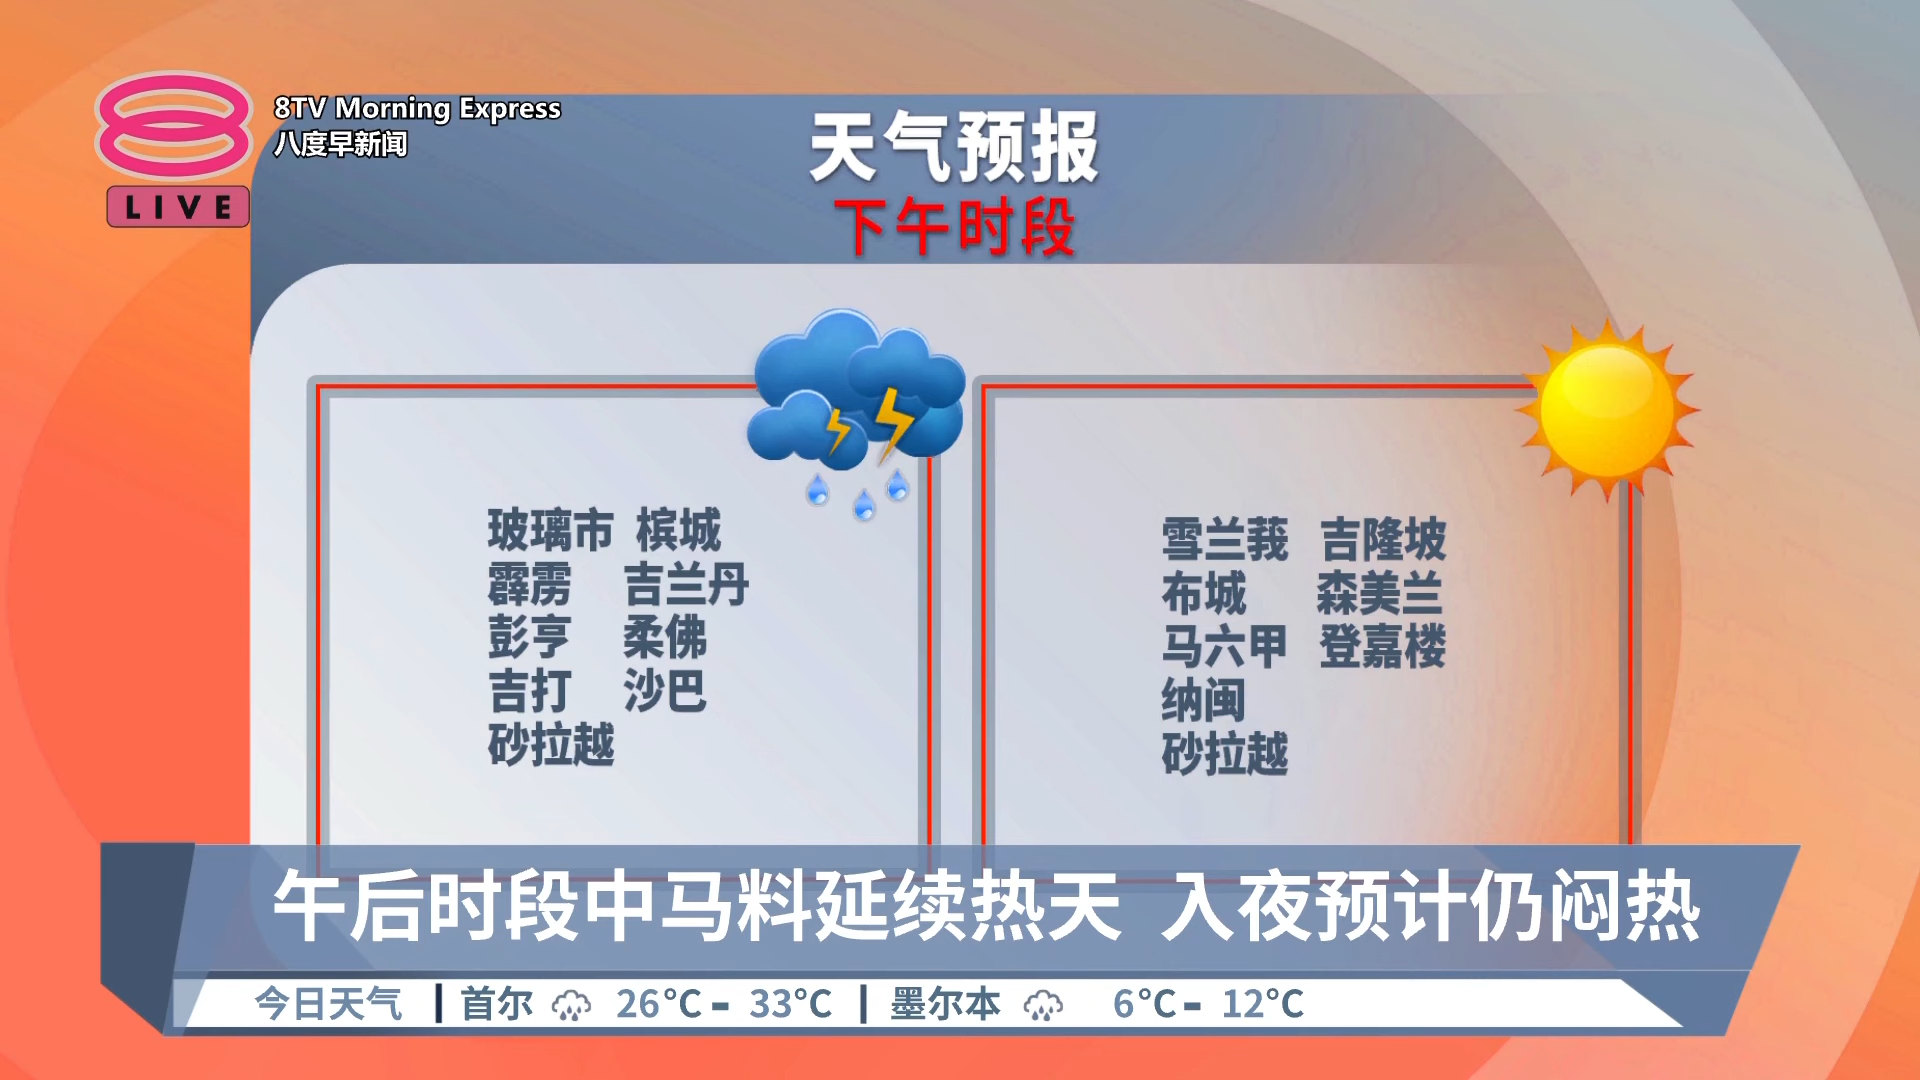 8TV Morning Express
八度早新闻
LIVE
天气预报
下午时段
玻璃市 槟城
霹雳 吉兰丹
彭亨 柔佛
吉打 沙巴
砂拉越
雪兰莪 吉隆坡
布城 森美兰
马六甲 登嘉楼
纳闽
砂拉越
午后时段中马料延续热天 入夜预计仍闷热
今日天气 | 首尔 26°C - 33°C | 墨尔本 6°C - 12°C